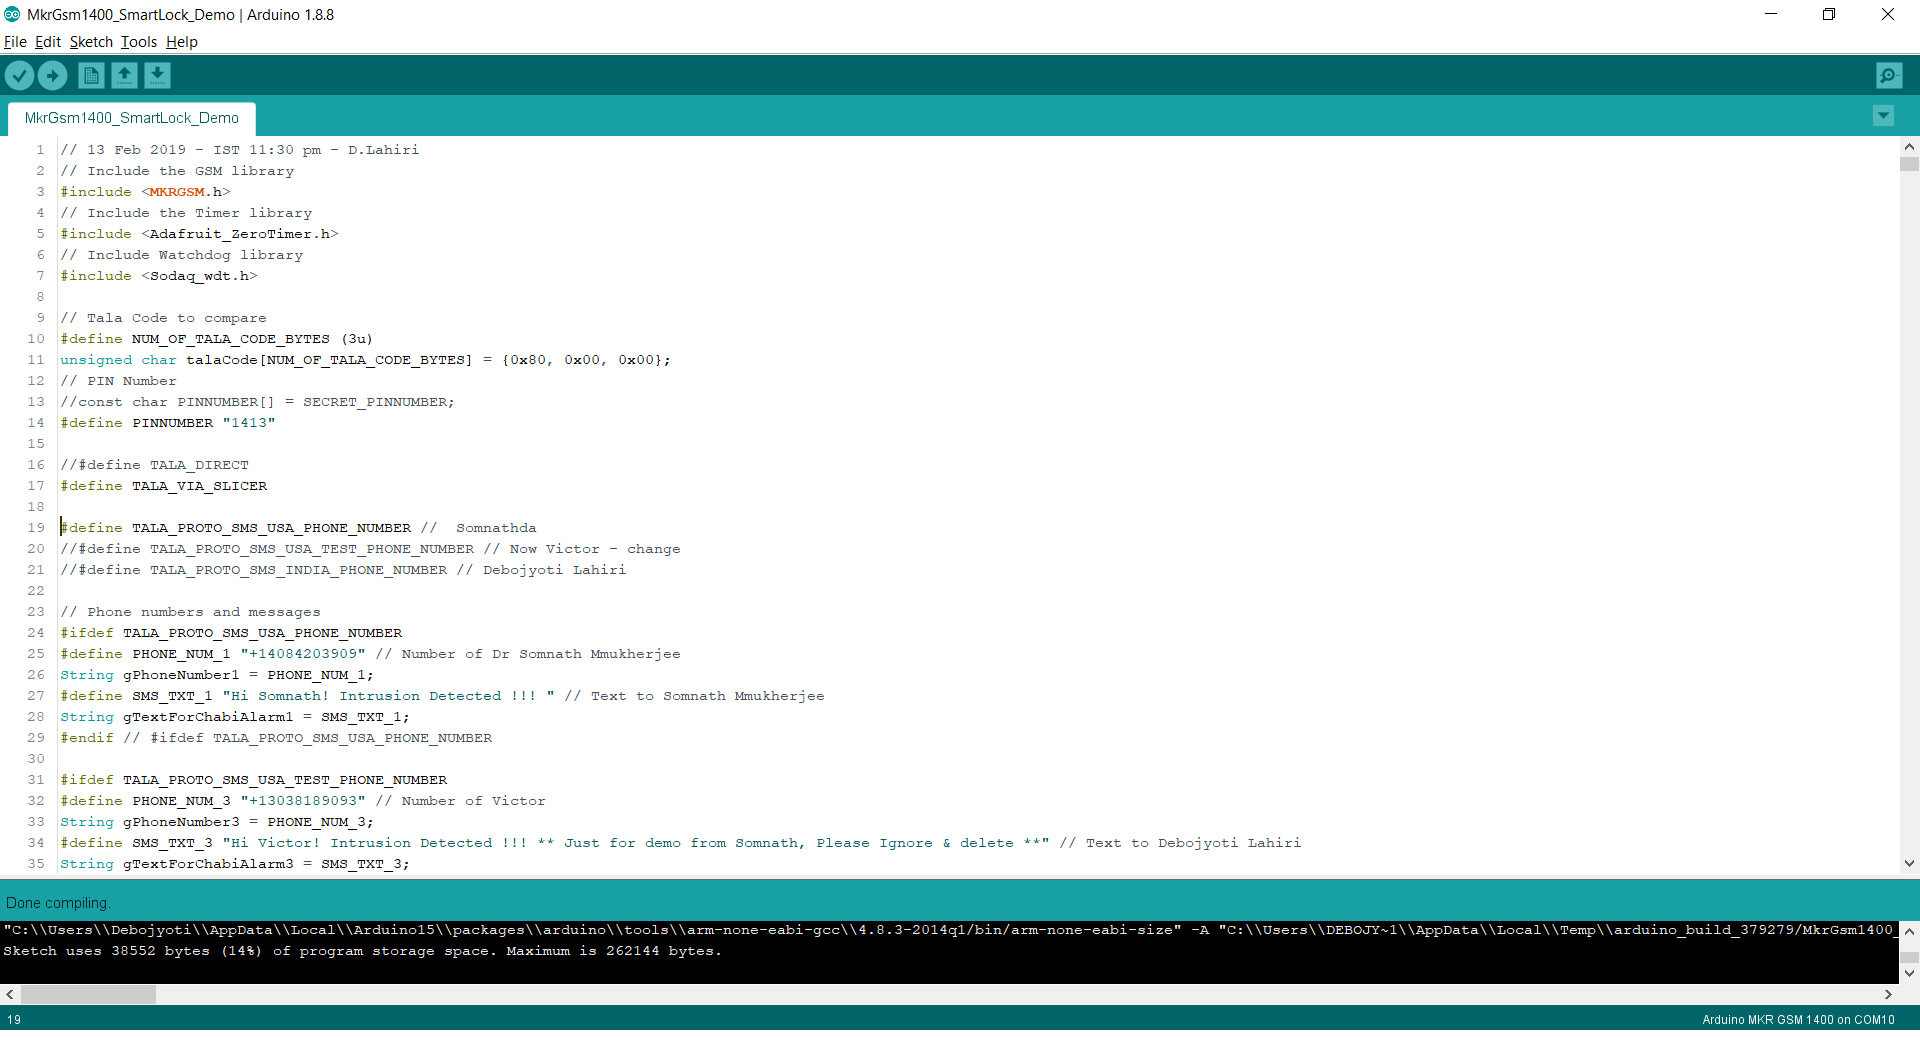 MkrGsm1400_SmartLock_Demo | Arduino 1.8.8
File Edit Sketch Tools Help
MkrGsm1400_SmartLock_Demo
1 // 13 Feb 2019 - IST 11:30 pm - D.Lahiri
2 // Include the GSM library
3 #include <MKRGSM.h>
4 // Include the Timer library
5 #include <Adafruit_ZeroTimer.h>
6 // Include Watchdog library
7 #include <Sodaq_wdt.h>
8
9 // Tala Code to compare
10 #define NUM_OF_TALA_CODE_BYTES (3u)
11 unsigned char talaCode[NUM_OF_TALA_CODE_BYTES] = {0x80, 0x00, 0x00};
12 // PIN Number
13 //const char PINNUMBER[] = SECRET_PINNUMBER;
14 #define PINNUMBER "1413"
15
16 //#define TALA_DIRECT
17 #define TALA_VIA_SLICER
18
19 #define TALA_PROTO_SMS_USA_PHONE_NUMBER //  Somnathda
20 //#define TALA_PROTO_SMS_USA_TEST_PHONE_NUMBER // Now Victor - change
21 //#define TALA_PROTO_SMS_INDIA_PHONE_NUMBER // Debojyoti Lahiri
22
23 // Phone numbers and messages
24 #ifdef TALA_PROTO_SMS_USA_PHONE_NUMBER
25 #define PHONE_NUM_1 "+14084203909" // Number of Dr Somnath Mmukherjee
26 String gPhoneNumber1 = PHONE_NUM_1;
27 #define SMS_TXT_1 "Hi Somnath! Intrusion Detected !!! " // Text to Somnath Mmukherjee
28 String gTextForChabiAlarm1 = SMS_TXT_1;
29 #endif // #ifdef TALA_PROTO_SMS_USA_PHONE_NUMBER
30
31 #ifdef TALA_PROTO_SMS_USA_TEST_PHONE_NUMBER
32 #define PHONE_NUM_3 "+13038189093" // Number of Victor
33 String gPhoneNumber3 = PHONE_NUM_3;
34 #define SMS_TXT_3 "Hi Victor! Intrusion Detected !!! ** Just for demo from Somnath, Please Ignore & delete **" // Text to Debojyoti Lahiri
35 String gTextForChabiAlarm3 = SMS_TXT_3;
Done compiling.
"C:\\Users\\Debojyoti\\AppData\\Local\\Arduino15\\packages\\arduino\\tools\\arm-none-eabi-gcc\\4.8.3-2014q1/bin/arm-none-eabi-size" -A "C:\\Users\\DEBOJY~1\\AppData\\Local\\Temp\\arduino_build_379279/MkrGsm1400_
Sketch uses 38552 bytes (14%) of program storage space. Maximum is 262144 bytes.
19
Arduino MKR GSM 1400 on COM10